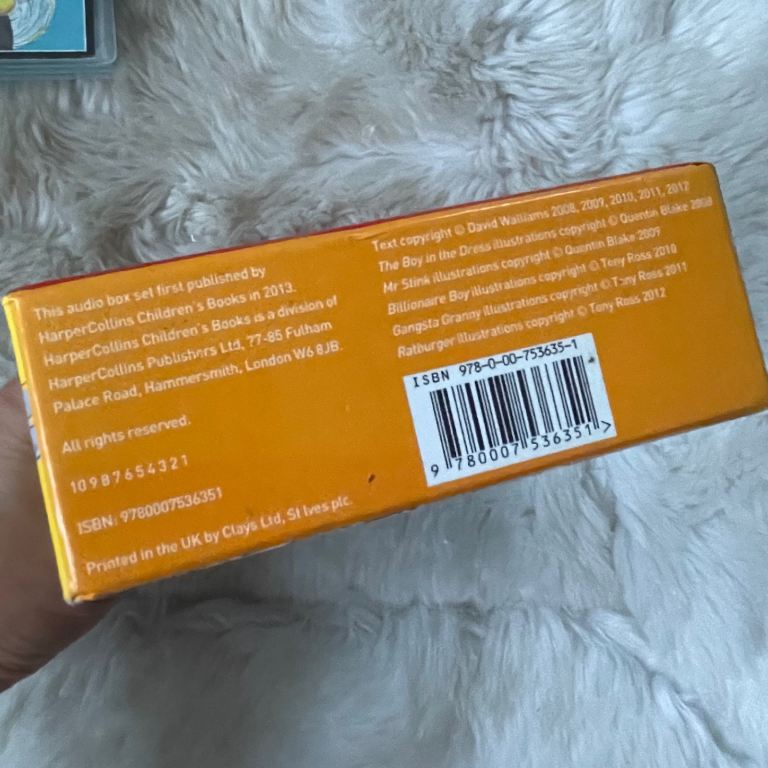 This audio box set first published by
HarperCollins Children's Books in 2013.
HarperCollins Children's Books is a division of
HarperCollins Publishers Ltd, 77-85 Fulham
Palace Road, Hammersmith, London W6 8JB.
All rights reserved.
10 9 8 7 6 5 4 3 2 1
ISBN: 9780007536351
Printed in the UK by Clays Ltd, St Ives plc.
Text copyright © David Walliams 2008, 2009, 2010, 2011, 2012
The Boy in the Dress illustrations copyright © Quentin Blake 2008
Mr Stink illustrations copyright © Quentin Blake 2009
Billionaire Boy illustrations copyright © Tony Ross 2010
Gangsta Granny illustrations copyright © Tony Ross 2011
Ratburger illustrations copyright © Tony Ross 2012
ISBN 978-0-00-753635-1
9 780007 536351 >